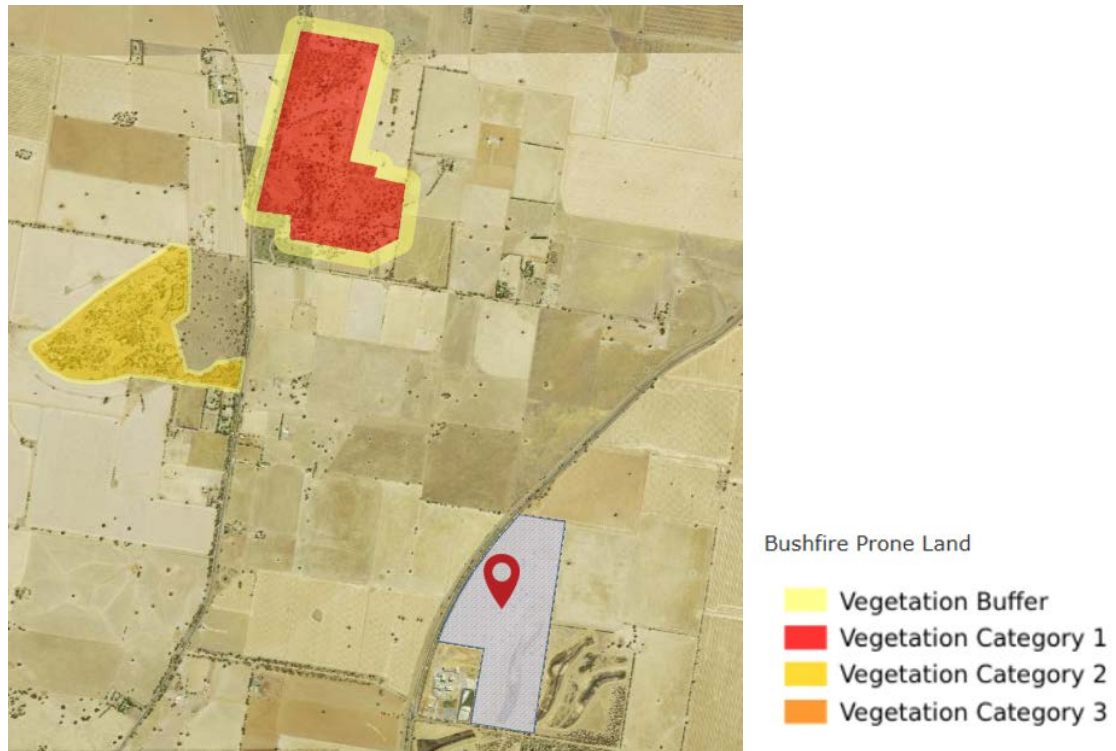 Bushfire Prone Land
Vegetation Buffer
Vegetation Category 1
Vegetation Category 2
Vegetation Category 3